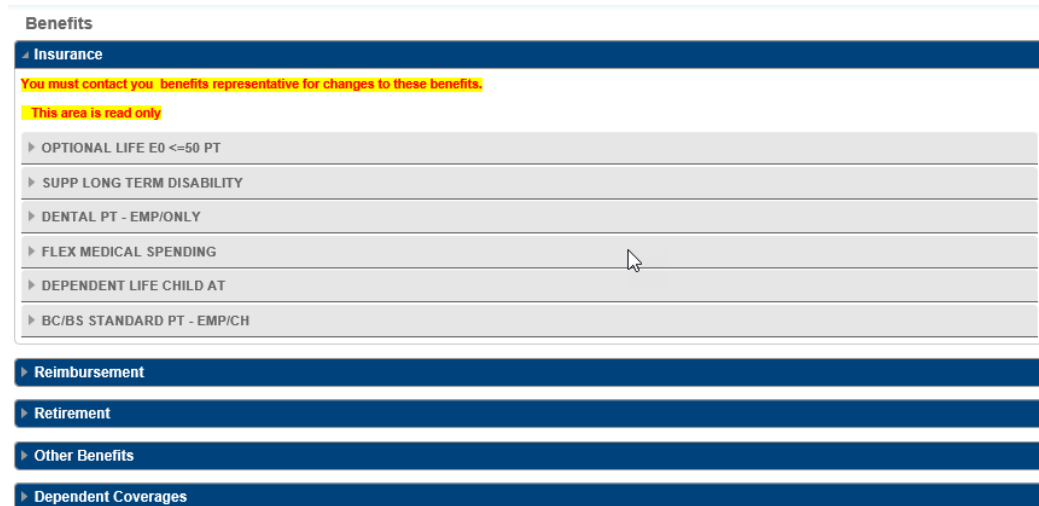 Benefits
Insurance
You must contact you benefits representative for changes to these benefits.
This area is read only
OPTIONAL LIFE E0 <=50 PT
SUPP LONG TERM DISABILITY
DENTAL PT - EMP/ONLY
FLEX MEDICAL SPENDING
DEPENDENT LIFE CHILD AT
BC/BS STANDARD PT - EMP/CH
Reimbursement
Retirement
Other Benefits
Dependent Coverages